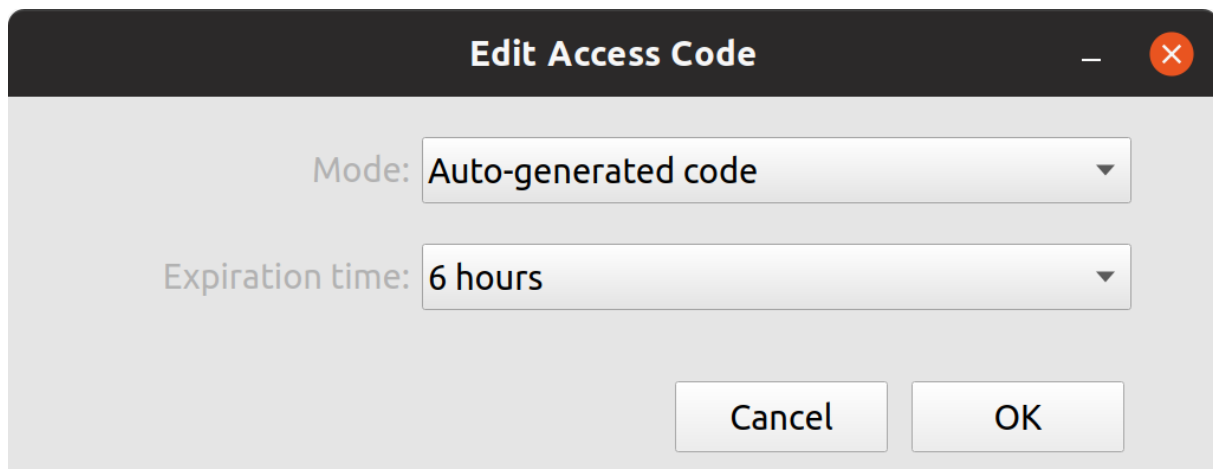 Edit Access Code
Mode: Auto-generated code
Expiration time: 6 hours
Cancel OK